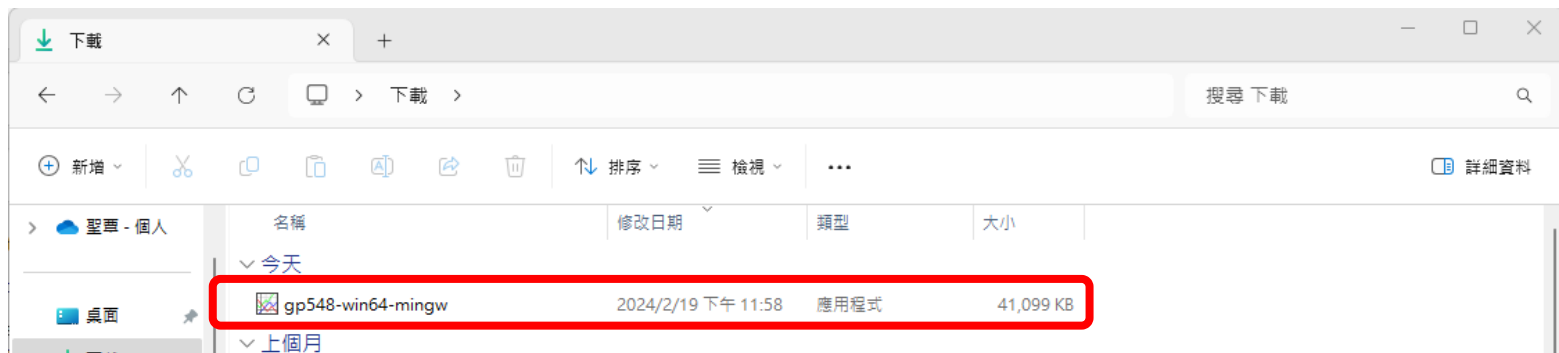 下載
下載
搜尋 下載
新增
排序
檢視
詳細資料
名稱
修改日期
類型
大小
聖華 - 個人
今天
gp548-win64-mingw
2024/2/19 下午 11:58
應用程式
41,099 KB
桌面
上個月